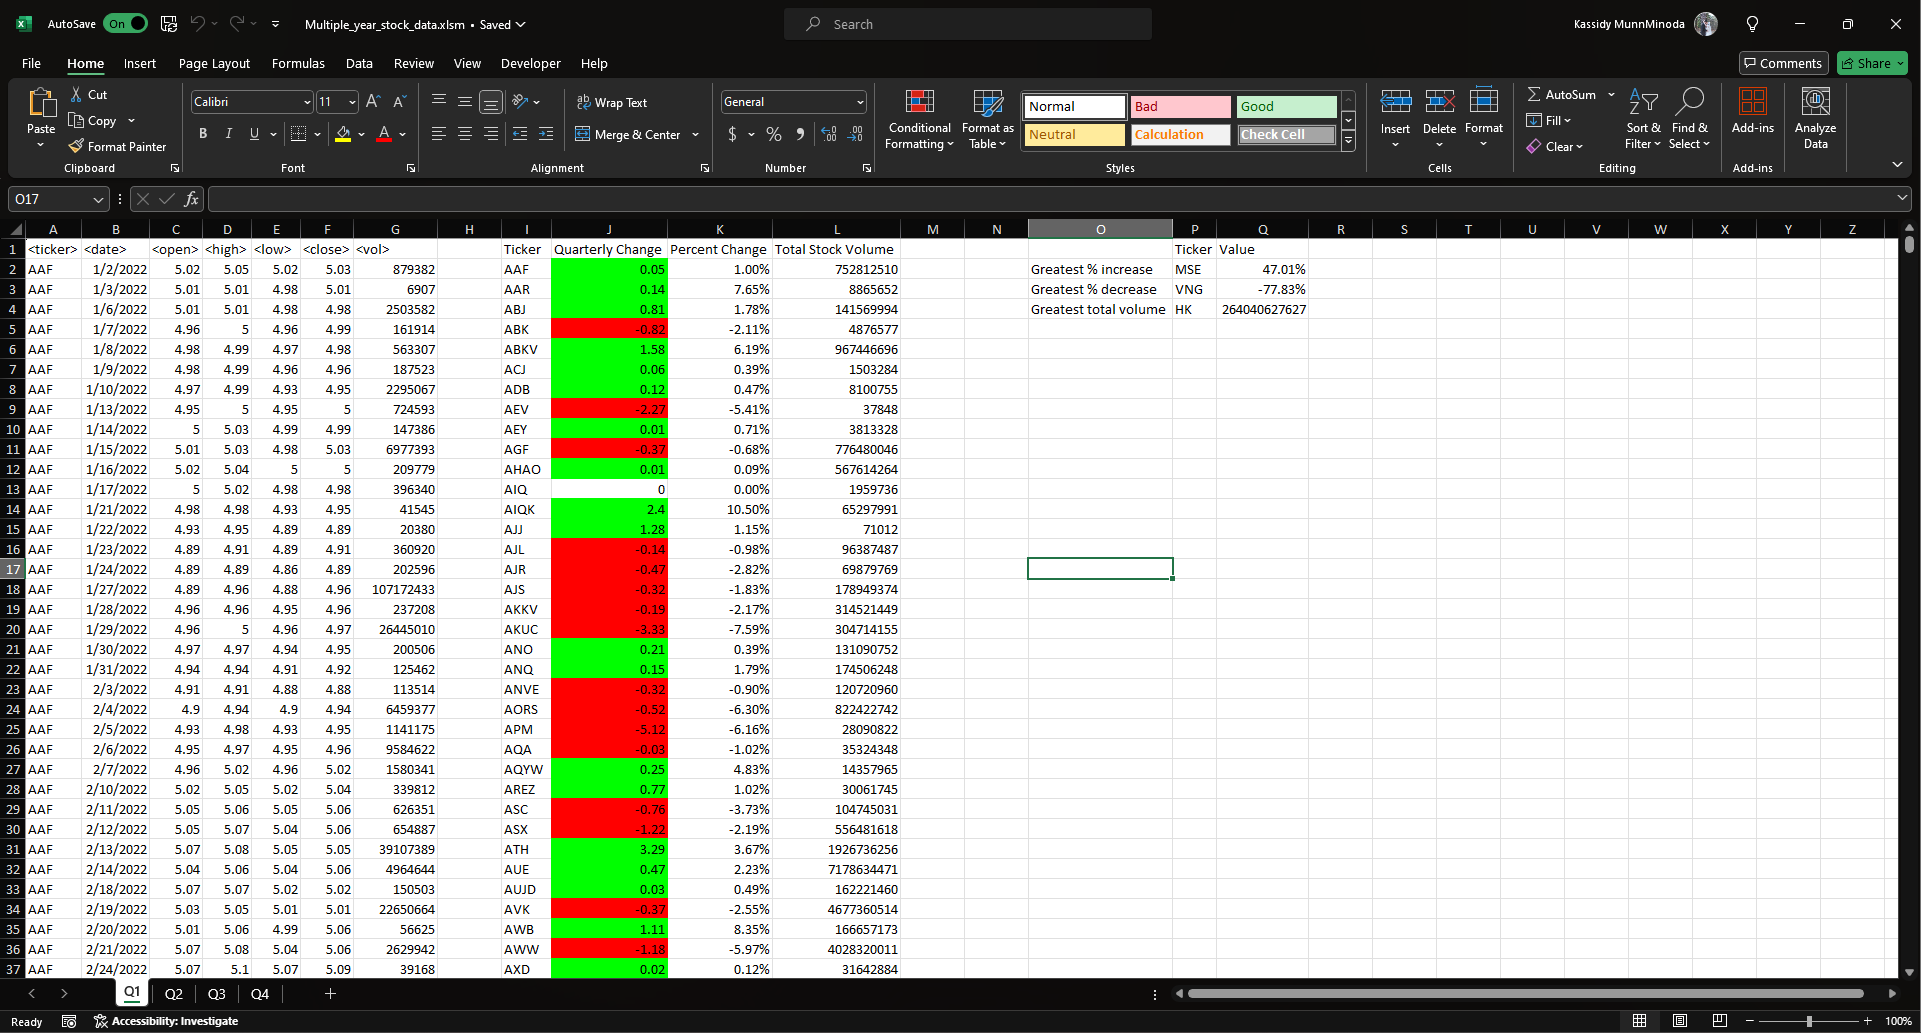 AutoSave On Multiple_year_stock_data.xlsm • Saved Search Kassidy MunnMinoda
File Home Insert Page Layout Formulas Data Review View Developer Help Comments Share
Paste Cut Copy Format Painter Clipboard
Calibri 11 B I U A Font
Wrap Text Merge & Center Alignment
General $ % Number
Conditional Formatting Format as Table Normal Bad Good Neutral Calculation Check Cell Styles
Insert Delete Format Cells
AutoSum Fill Clear Sort & Filter Find & Select Editing
Add-ins Add-ins Analyze Data
O17 fx
A B C D E F G H I J K L M N O P Q R S T U V W X Y Z
1 <ticker> <date> <open> <high> <low> <close> <vol> Ticker Quarterly Change Percent Change Total Stock Volume Ticker Value
2 AAF 1/2/2022 5.02 5.05 5.02 5.03 879382 AAF 0.05 1.00% 752812510 Greatest % increase MSE 47.01%
3 AAF 1/3/2022 5.01 5.01 4.98 5.01 6907 AAR 0.14 7.65% 8865652 Greatest % decrease VNG -77.83%
4 AAF 1/6/2022 5.01 5.01 4.98 4.98 2503582 ABJ 0.81 1.78% 141569994 Greatest total volume HK 264040627627
5 AAF 1/7/2022 4.96 5 4.96 4.99 161914 ABK -0.82 -2.11% 4876577
6 AAF 1/8/2022 4.98 4.99 4.97 4.98 563307 ABKV 1.58 6.19% 967446696
7 AAF 1/9/2022 4.98 4.99 4.96 4.96 187523 ACJ 0.06 0.39% 1503284
8 AAF 1/10/2022 4.97 4.99 4.93 4.95 2295067 ADB 0.12 0.47% 8100755
9 AAF 1/13/2022 4.95 5 4.95 5 724593 AEV -2.27 -5.41% 37848
10 AAF 1/14/2022 5 5.03 4.99 4.99 147386 AEY 0.01 0.71% 3813328
11 AAF 1/15/2022 5.01 5.03 4.98 5.03 6977393 AGF -0.37 -0.68% 776480046
12 AAF 1/16/2022 5.02 5.04 5 5 209779 AHAO 0.01 0.09% 567614264
13 AAF 1/17/2022 5 5.02 4.98 4.98 396340 AIQ 0 0.00% 1959736
14 AAF 1/21/2022 4.98 4.98 4.93 4.95 41545 AIQK 2.4 10.50% 65297991
15 AAF 1/22/2022 4.93 4.95 4.89 4.89 20380 AJJ 1.28 1.15% 71012
16 AAF 1/23/2022 4.89 4.91 4.89 4.91 360920 AJL -0.14 -0.98% 96387487
17 AAF 1/24/2022 4.89 4.89 4.86 4.89 202596 AJR -0.47 -2.82% 69879769
18 AAF 1/27/2022 4.89 4.96 4.88 4.96 107172433 AJS -0.32 -1.83% 178949374
19 AAF 1/28/2022 4.96 4.96 4.95 4.96 237208 AKKV -0.19 -2.17% 314521449
20 AAF 1/29/2022 4.96 5 4.96 4.97 26445010 AKUC -3.33 -7.59% 304714155
21 AAF 1/30/2022 4.97 4.97 4.94 4.95 200506 ANO 0.21 0.39% 131090752
22 AAF 1/31/2022 4.94 4.94 4.91 4.92 125462 ANQ 0.15 1.79% 174506248
23 AAF 2/3/2022 4.91 4.91 4.88 4.88 113514 ANVE -0.32 -0.90% 120720960
24 AAF 2/4/2022 4.9 4.94 4.9 4.94 6459377 AORS -0.52 -6.30% 822422742
25 AAF 2/5/2022 4.93 4.98 4.93 4.95 1141175 APM -5.12 -6.16% 28090822
26 AAF 2/6/2022 4.95 4.97 4.95 4.96 9584622 AQA -0.03 -1.02% 35324348
27 AAF 2/7/2022 4.96 5.02 4.96 5.02 1580341 AQYW 0.25 4.83% 14357965
28 AAF 2/10/2022 5.02 5.05 5.02 5.04 339812 AREZ 0.77 1.02% 30061745
29 AAF 2/11/2022 5.05 5.06 5.05 5.06 626351 ASC -0.76 -3.73% 104745031
30 AAF 2/12/2022 5.05 5.07 5.04 5.06 654887 ASX -1.22 -2.19% 556481618
31 AAF 2/13/2022 5.07 5.08 5.05 5.05 39107389 ATH 3.29 3.67% 1926736256
32 AAF 2/14/2022 5.04 5.06 5.04 5.06 4964644 AUE 0.47 2.23% 7178634471
33 AAF 2/18/2022 5.07 5.07 5.02 5.02 150503 AUJD 0.03 0.49% 162221460
34 AAF 2/19/2022 5.03 5.05 5.01 5.01 22650664 AVK -0.37 -2.55% 4677360514
35 AAF 2/20/2022 5.01 5.06 4.99 5.06 56625 AWB 1.11 8.35% 166657173
36 AAF 2/21/2022 5.07 5.08 5.04 5.06 2629942 AWW -1.18 -5.97% 4028320011
37 AAF 2/24/2022 5.07 5.1 5.07 5.09 39168 AXD 0.02 0.12% 31642884
Q1 Q2 Q3 Q4
Ready Accessibility: Investigate 100%